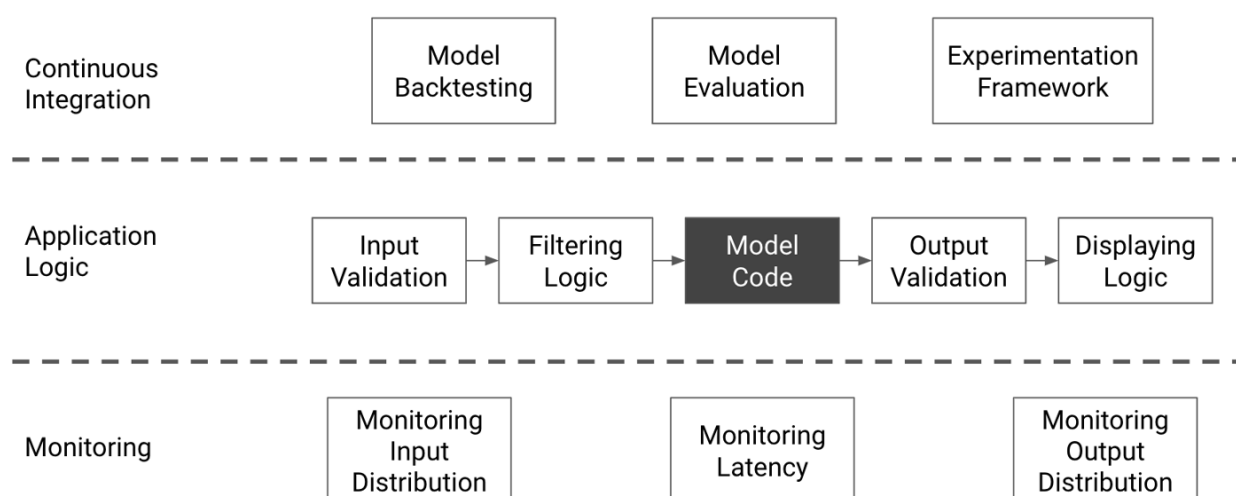 Continuous
Integration
Model
Backtesting
Model
Evaluation
Experimentation
Framework
Application
Logic
Input
Validation
Filtering
Logic
Model
Code
Output
Validation
Displaying
Logic
Monitoring
Monitoring
Input
Distribution
Monitoring
Latency
Monitoring
Output
Distribution